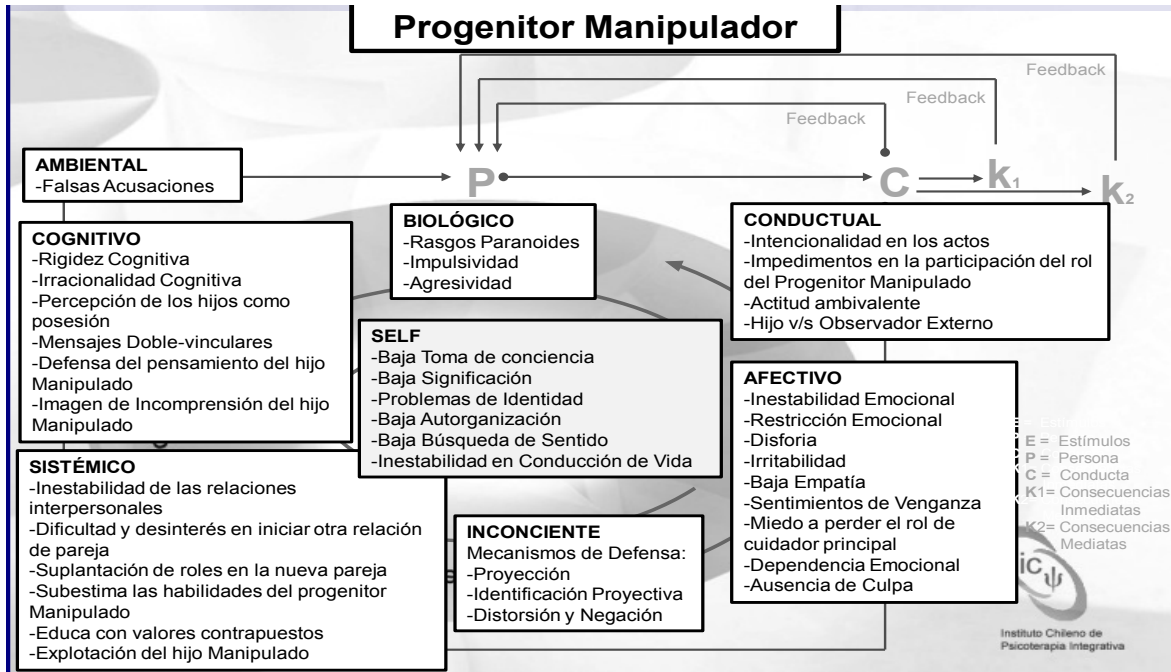 Progenitor Manipulador
Feedback
Feedback
Feedback
AMBIENTAL
-Falsas Acusaciones
P
C
k1
k2
COGNITIVO
-Rigidez Cognitiva
-Irracionalidad Cognitiva
-Percepción de los hijos como
posesión
-Mensajes Doble-vinculares
-Defensa del pensamiento del hijo
Manipulado
-Imagen de Incomprensión del hijo
Manipulado
BIOLÓGICO
-Rasgos Paranoides
-Impulsividad
-Agresividad
CONDUCTUAL
-Intencionalidad en los actos
-Impedimentos en la participación del rol
del Progenitor Manipulado
-Actitud ambivalente
-Hijo v/s Observador Externo
SELF
-Baja Toma de conciencia
-Baja Significación
-Problemas de Identidad
-Baja Autorganización
-Baja Búsqueda de Sentido
-Inestabilidad en Conducción de Vida
AFECTIVO
-Inestabilidad Emocional
-Restricción Emocional
-Disforia
-Irritabilidad
-Baja Empatía
-Sentimientos de Venganza
-Miedo a perder el rol de
cuidador principal
-Dependencia Emocional
-Ausencia de Culpa
SISTÉMICO
-Inestabilidad de las relaciones
interpersonales
-Dificultad y desinterés en iniciar otra relación
de pareja
-Suplantación de roles en la nueva pareja
-Subestima las habilidades del progenitor
Manipulado
-Educa con valores contrapuestos
-Explotación del hijo Manipulado
INCONCIENTE
Mecanismos de Defensa:
-Proyección
-Identificación Proyectiva
-Distorsión y Negación
E = Estímulos
P = Persona
C = Conducta
K1= Consecuencias
Inmediatas
K2= Consecuencias
Mediatas
Instituto Chileno de
Psicoterapia Integrativa